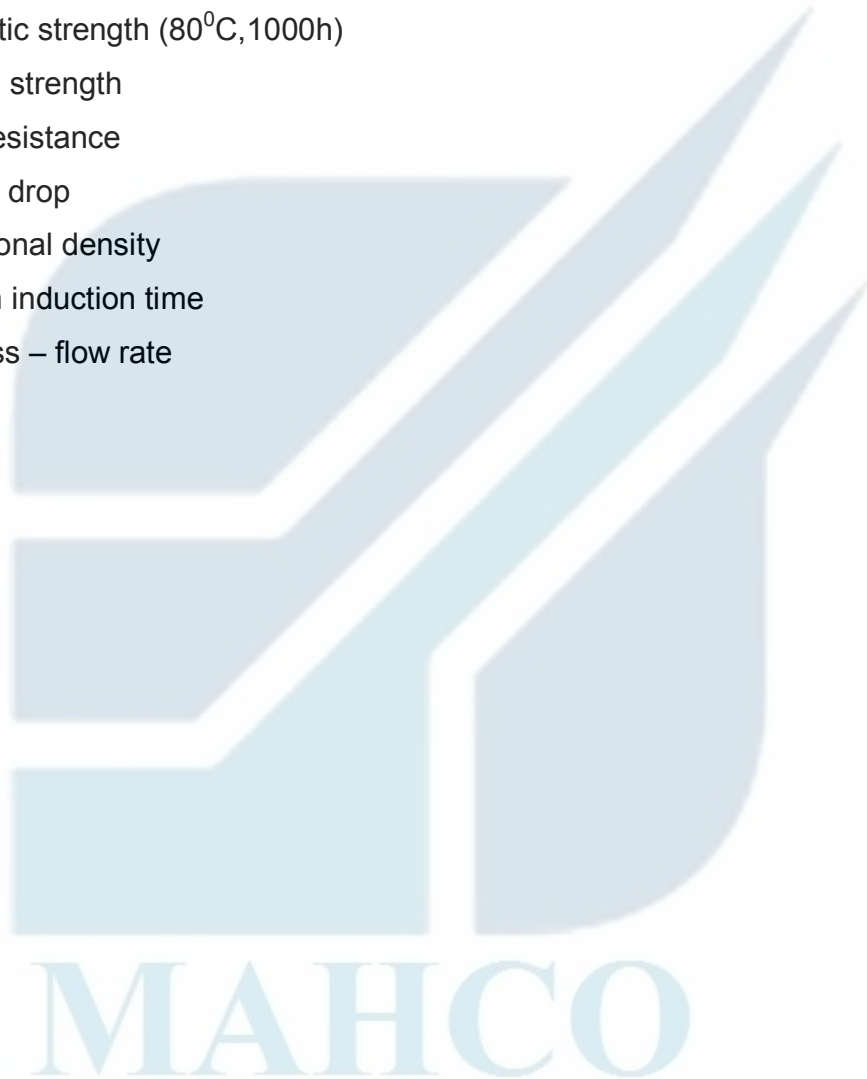 tic strength (80⁰C,1000h)
strength
esistance
drop
onal density
induction time
ss – flow rate
MAHCO